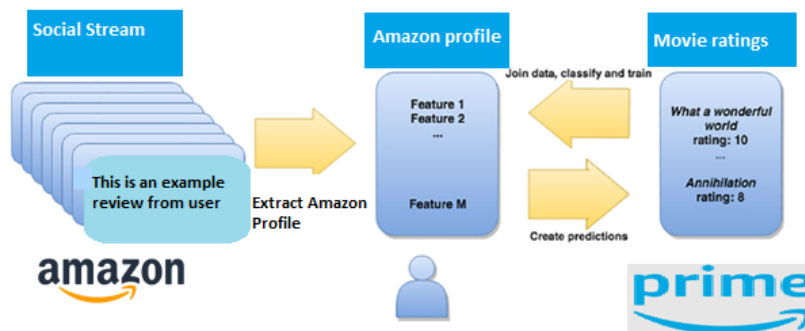 Social Stream
This is an example
review from user
amazon
Extract Amazon
Profile
Amazon profile
Feature 1
Feature 2
...
Feature M
Join data, classify and train
Create predictions
Movie ratings
What a wonderful
world
rating: 10
...
Annihilation
rating: 8
prime